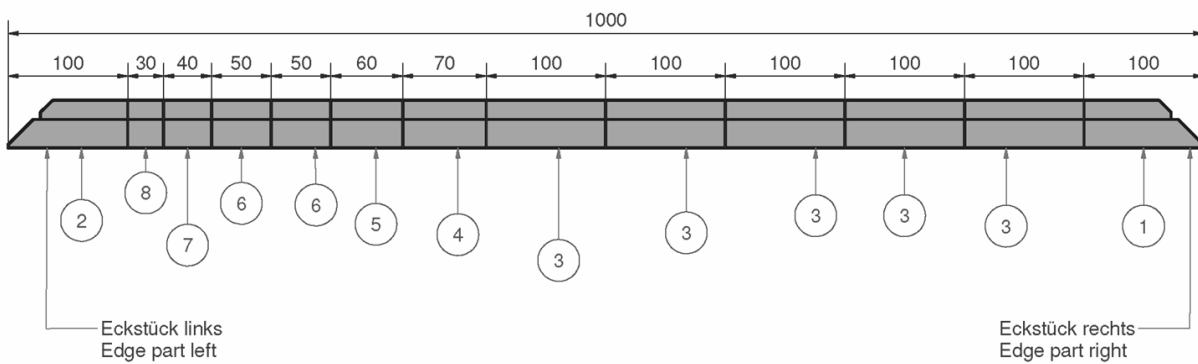 1000
100 30 40 50 50 60 70 100 100 100 100 100 100
2 8 7 6 6 5 4 3 3 3 3 3 1
Eckstück links
Edge part left
Eckstück rechts
Edge part right